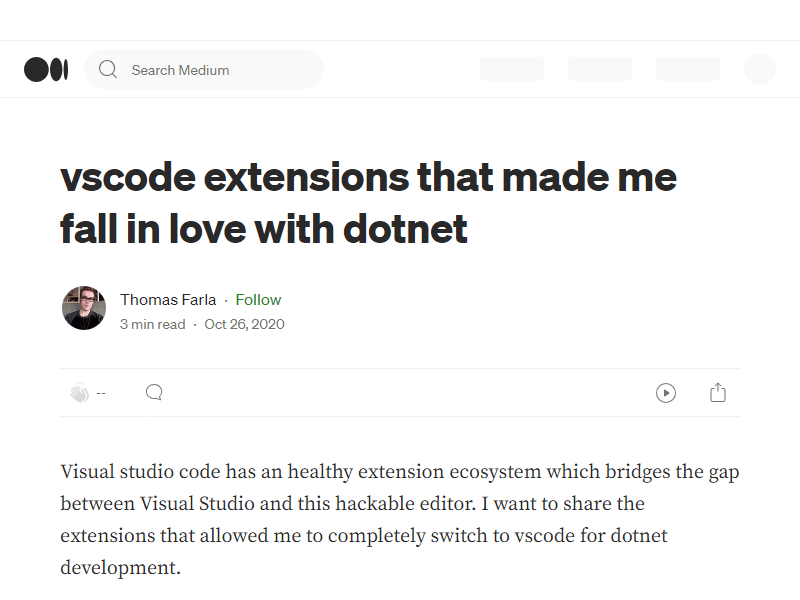 Search Medium
vscode extensions that made me
fall in love with dotnet
Thomas Farla · Follow
3 min read · Oct 26, 2020
--
Visual studio code has an healthy extension ecosystem which bridges the gap
between Visual Studio and this hackable editor. I want to share the
extensions that allowed me to completely switch to vscode for dotnet
development.